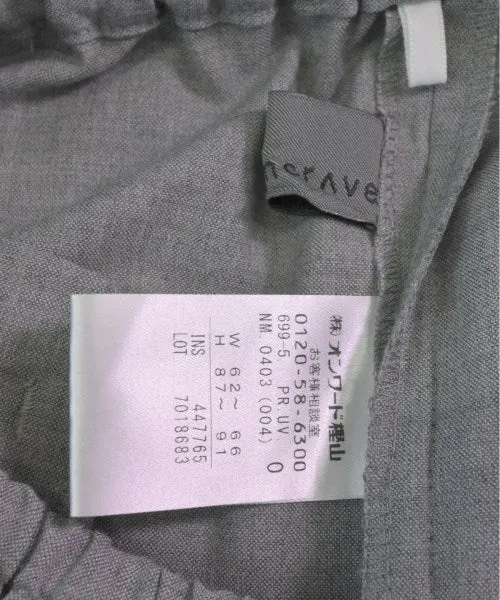 ㈱オンワード樫山
お客様相談室
0120-58-6300
699-5 PR UV. 0
NM 0403 (004)
W 62～ 66
H 87～ 91
INS 447765
LOT 7018683